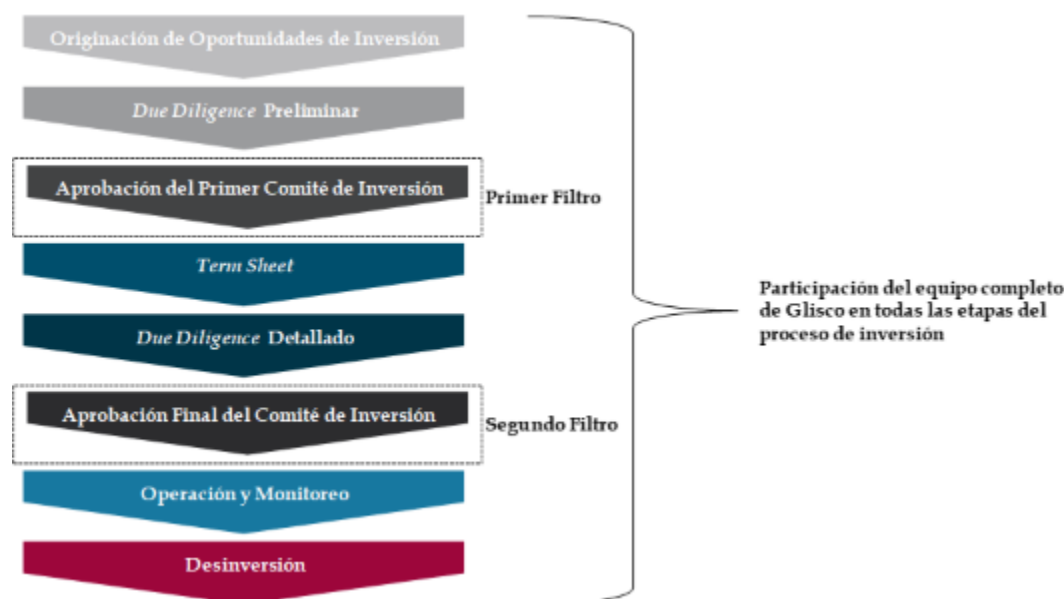 Originación de Oportunidades de Inversión
Due Diligence Preliminar
Aprobación del Primer Comité de Inversión
Primer Filtro
Term Sheet
Due Diligence Detallado
Aprobación Final del Comité de Inversión
Segundo Filtro
Operación y Monitoreo
Desinversión
Participación del equipo completo
de Glisco en todas las etapas del
proceso de inversión